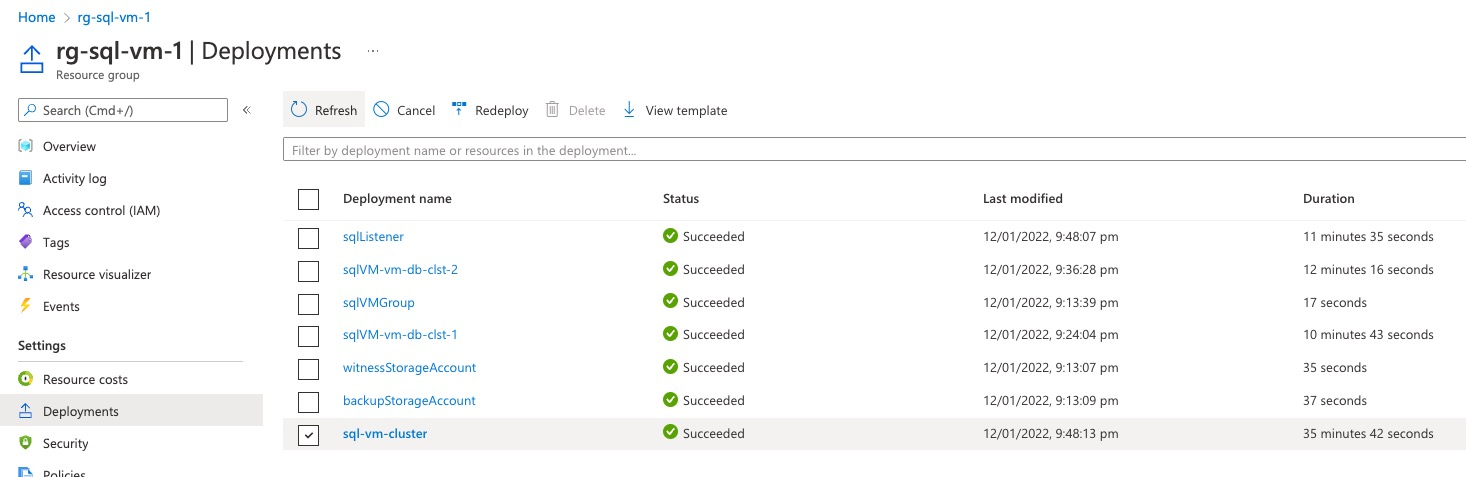 Home > rg-sql-vm-1
rg-sql-vm-1 | Deployments ...
Resource group
Search (Cmd+/) «
Overview
Activity log
Access control (IAM)
Tags
Resource visualizer
Events
Settings
Resource costs
Deployments
Security
Policies
Refresh Cancel Redeploy Delete View template
Filter by deployment name or resources in the deployment...
Deployment name Status Last modified Duration
sqlListener Succeeded 12/01/2022, 9:48:07 pm 11 minutes 35 seconds
sqlVM-vm-db-clst-2 Succeeded 12/01/2022, 9:36:28 pm 12 minutes 16 seconds
sqlVMGroup Succeeded 12/01/2022, 9:13:39 pm 17 seconds
sqlVM-vm-db-clst-1 Succeeded 12/01/2022, 9:24:04 pm 10 minutes 43 seconds
witnessStorageAccount Succeeded 12/01/2022, 9:13:07 pm 35 seconds
backupStorageAccount Succeeded 12/01/2022, 9:13:09 pm 37 seconds
sql-vm-cluster Succeeded 12/01/2022, 9:48:13 pm 35 minutes 42 seconds